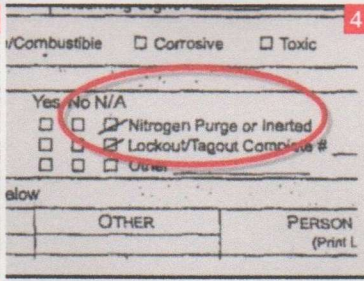 4
/Combustible ☐ Corrosive ☐ Toxic
Yes No N/A
☐ ☐ ☑ Nitrogen Purge or Inerted
☐ ☐ ☑ Lockout/Tagout Complete #
☐ ☐ ☐ Other
elow
OTHER PERSON
(Print L